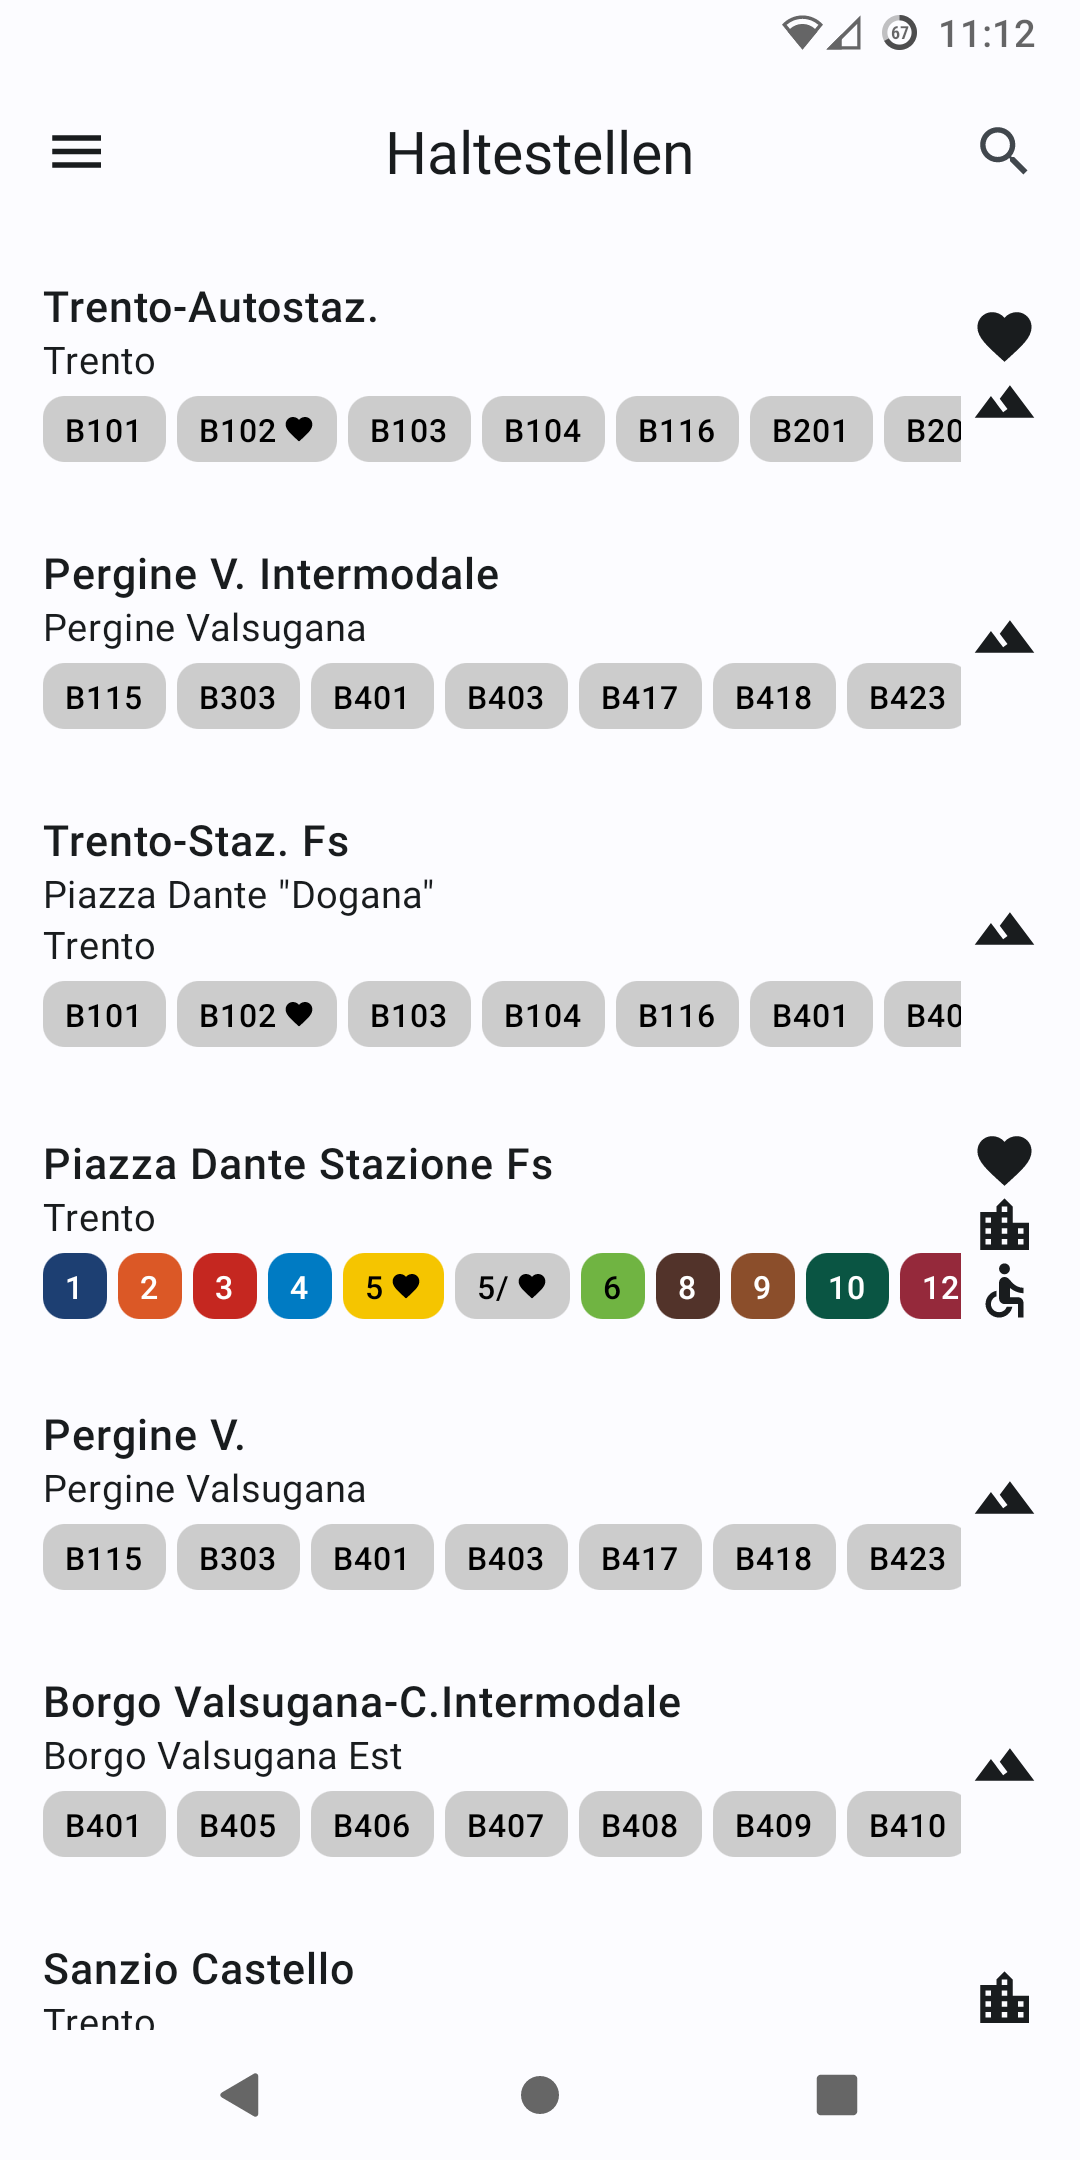 67 11:12
Haltestellen
Trento-Autostaz.
Trento
B101 B102 B103 B104 B116 B201 B20
Pergine V. Intermodale
Pergine Valsugana
B115 B303 B401 B403 B417 B418 B423
Trento-Staz. Fs
Piazza Dante "Dogana"
Trento
B101 B102 B103 B104 B116 B401 B40
Piazza Dante Stazione Fs
Trento
1 2 3 4 5 5/ 6 8 9 10 12
Pergine V.
Pergine Valsugana
B115 B303 B401 B403 B417 B418 B423
Borgo Valsugana-C.Intermodale
Borgo Valsugana Est
B401 B405 B406 B407 B408 B409 B410
Sanzio Castello
Trento